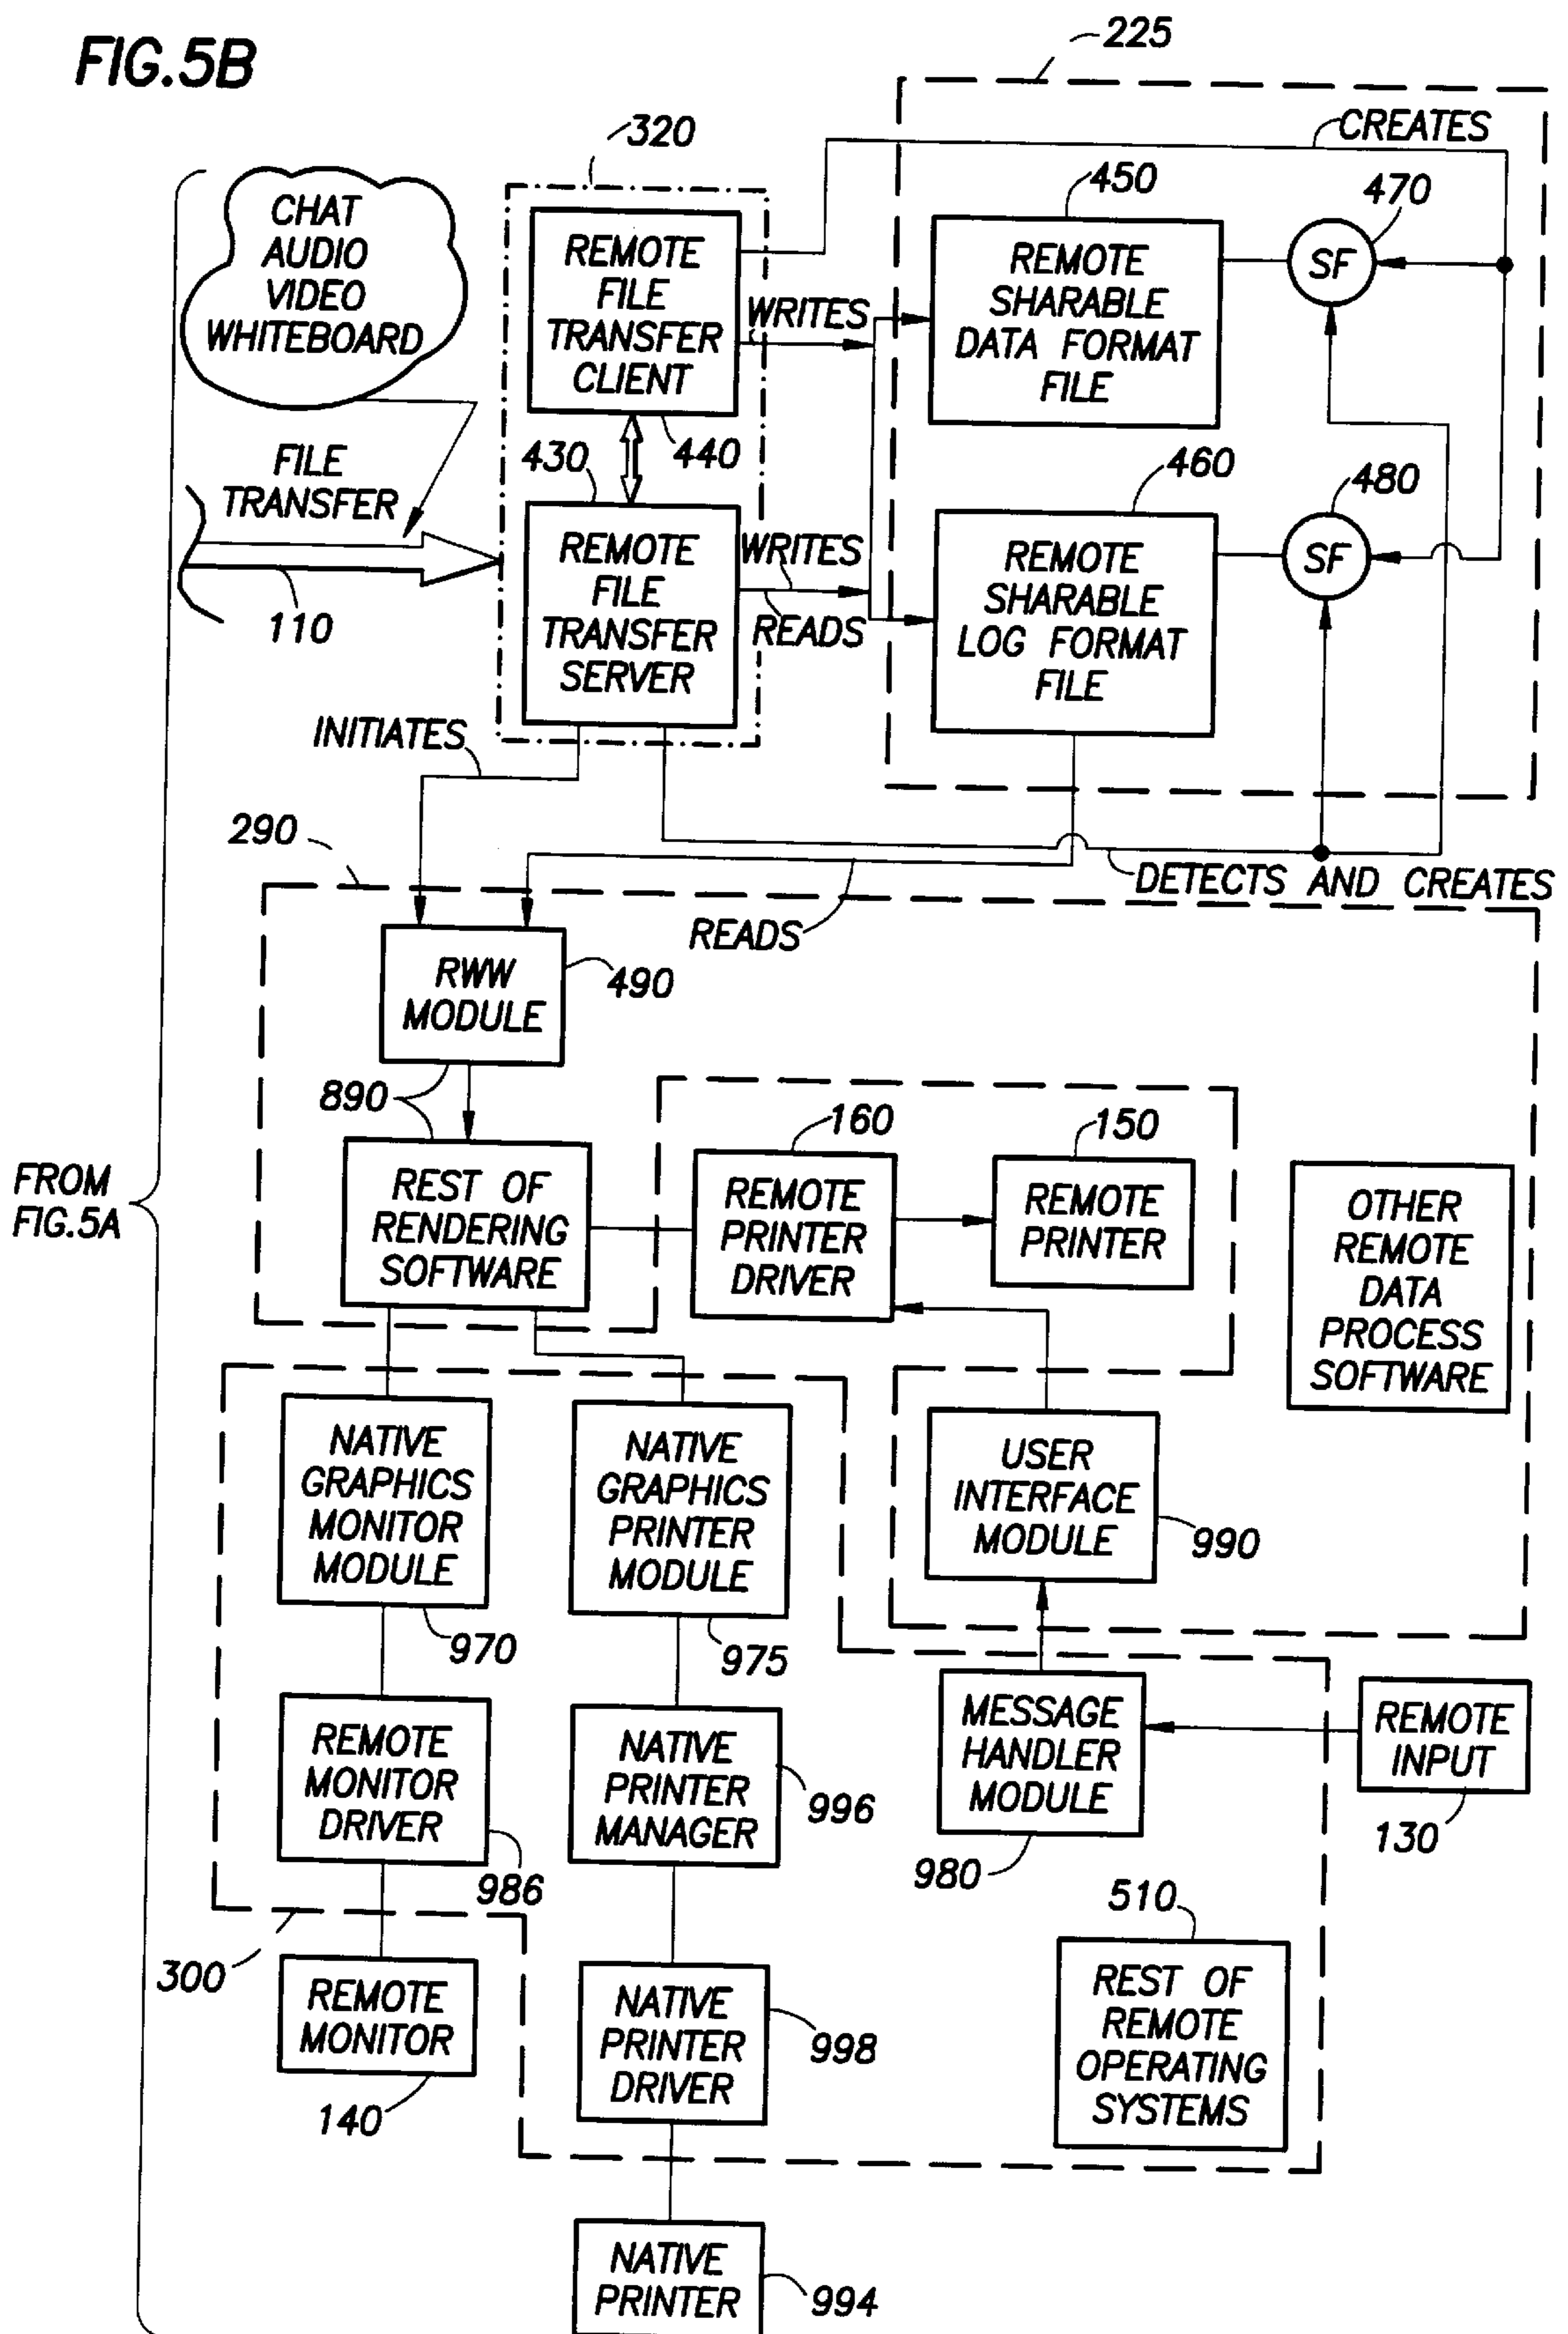 FIG.5B
225
CREATES
320
CHAT
AUDIO
VIDEO
WHITEBOARD
REMOTE
FILE
TRANSFER
CLIENT
440
WRITES
450
REMOTE
SHARABLE
DATA FORMAT
FILE
470
SF
FILE
TRANSFER
110
430
REMOTE
FILE
TRANSFER
SERVER
WRITES
READS
460
REMOTE
SHARABLE
LOG FORMAT
FILE
480
SF
INITIATES
290
DETECTS AND CREATES
READS
RWW
MODULE
490
890
FROM
FIG.5A
REST OF
RENDERING
SOFTWARE
160
REMOTE
PRINTER
DRIVER
150
REMOTE
PRINTER
OTHER
REMOTE
DATA
PROCESS
SOFTWARE
NATIVE
GRAPHICS
MONITOR
MODULE
970
NATIVE
GRAPHICS
PRINTER
MODULE
975
USER
INTERFACE
MODULE
990
REMOTE
MONITOR
DRIVER
986
NATIVE
PRINTER
MANAGER
996
MESSAGE
HANDLER
MODULE
980
REMOTE
INPUT
130
300
REMOTE
MONITOR
140
NATIVE
PRINTER
DRIVER
998
510
REST OF
REMOTE
OPERATING
SYSTEMS
NATIVE
PRINTER
994